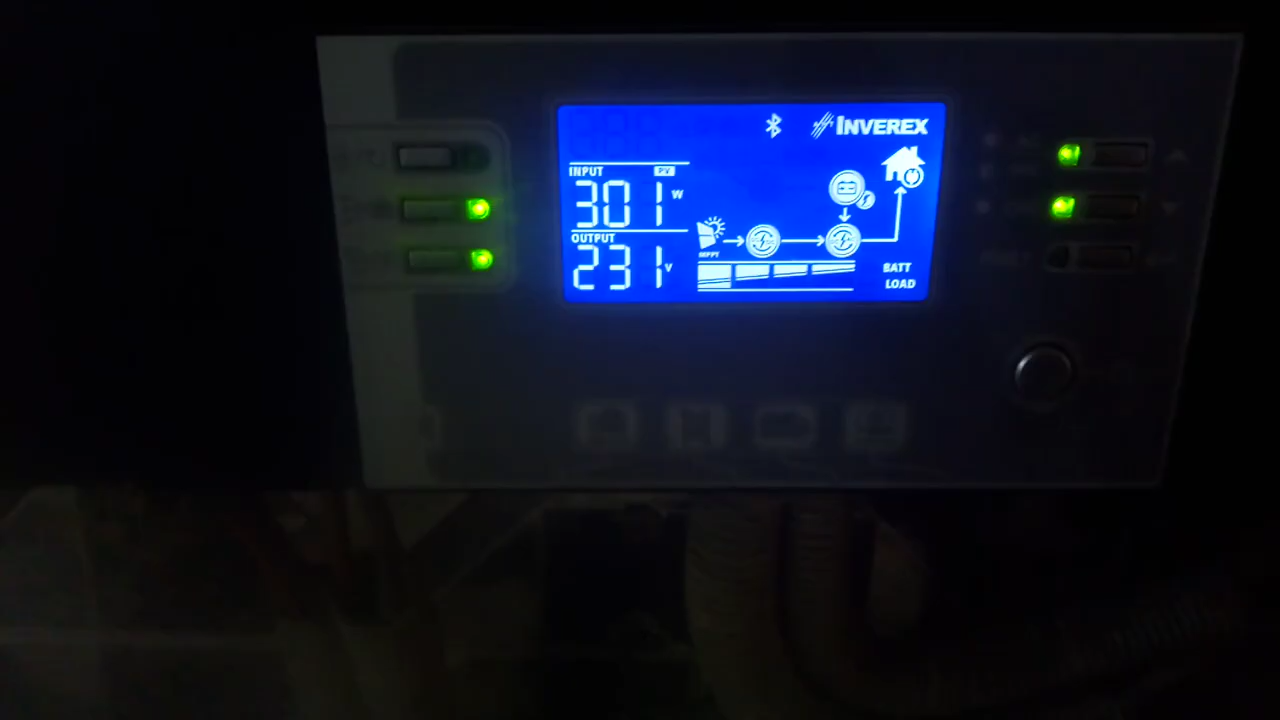 INVEREX
INPUT PV
301 W
OUTPUT
231 V
MPPT
BATT
LOAD